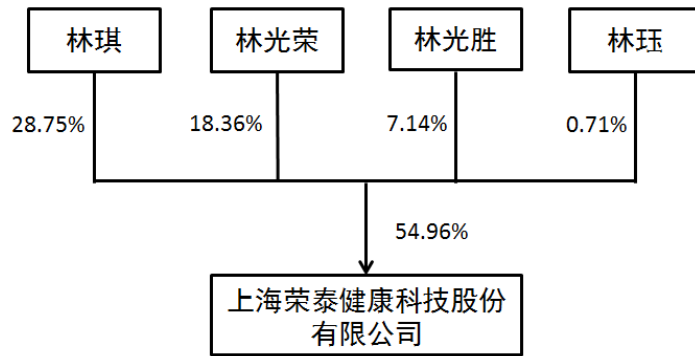 林琪
林光荣
林光胜
林珏
28.75%
18.36%
7.14%
0.71%
54.96%
上海荣泰健康科技股份
有限公司